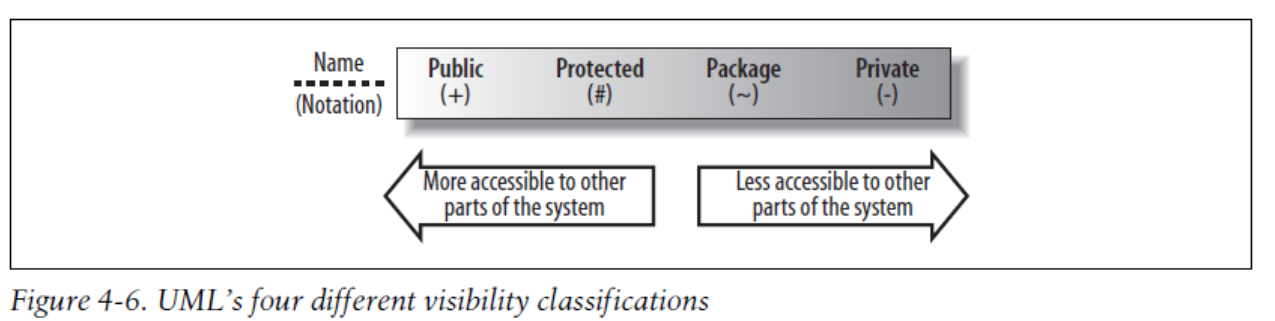 Name
(Notation)
Public
(+)
Protected
(#)
Package
(~)
Private
(-)
More accessible to other
parts of the system
Less accessible to other
parts of the system
Figure 4-6. UML's four different visibility classifications